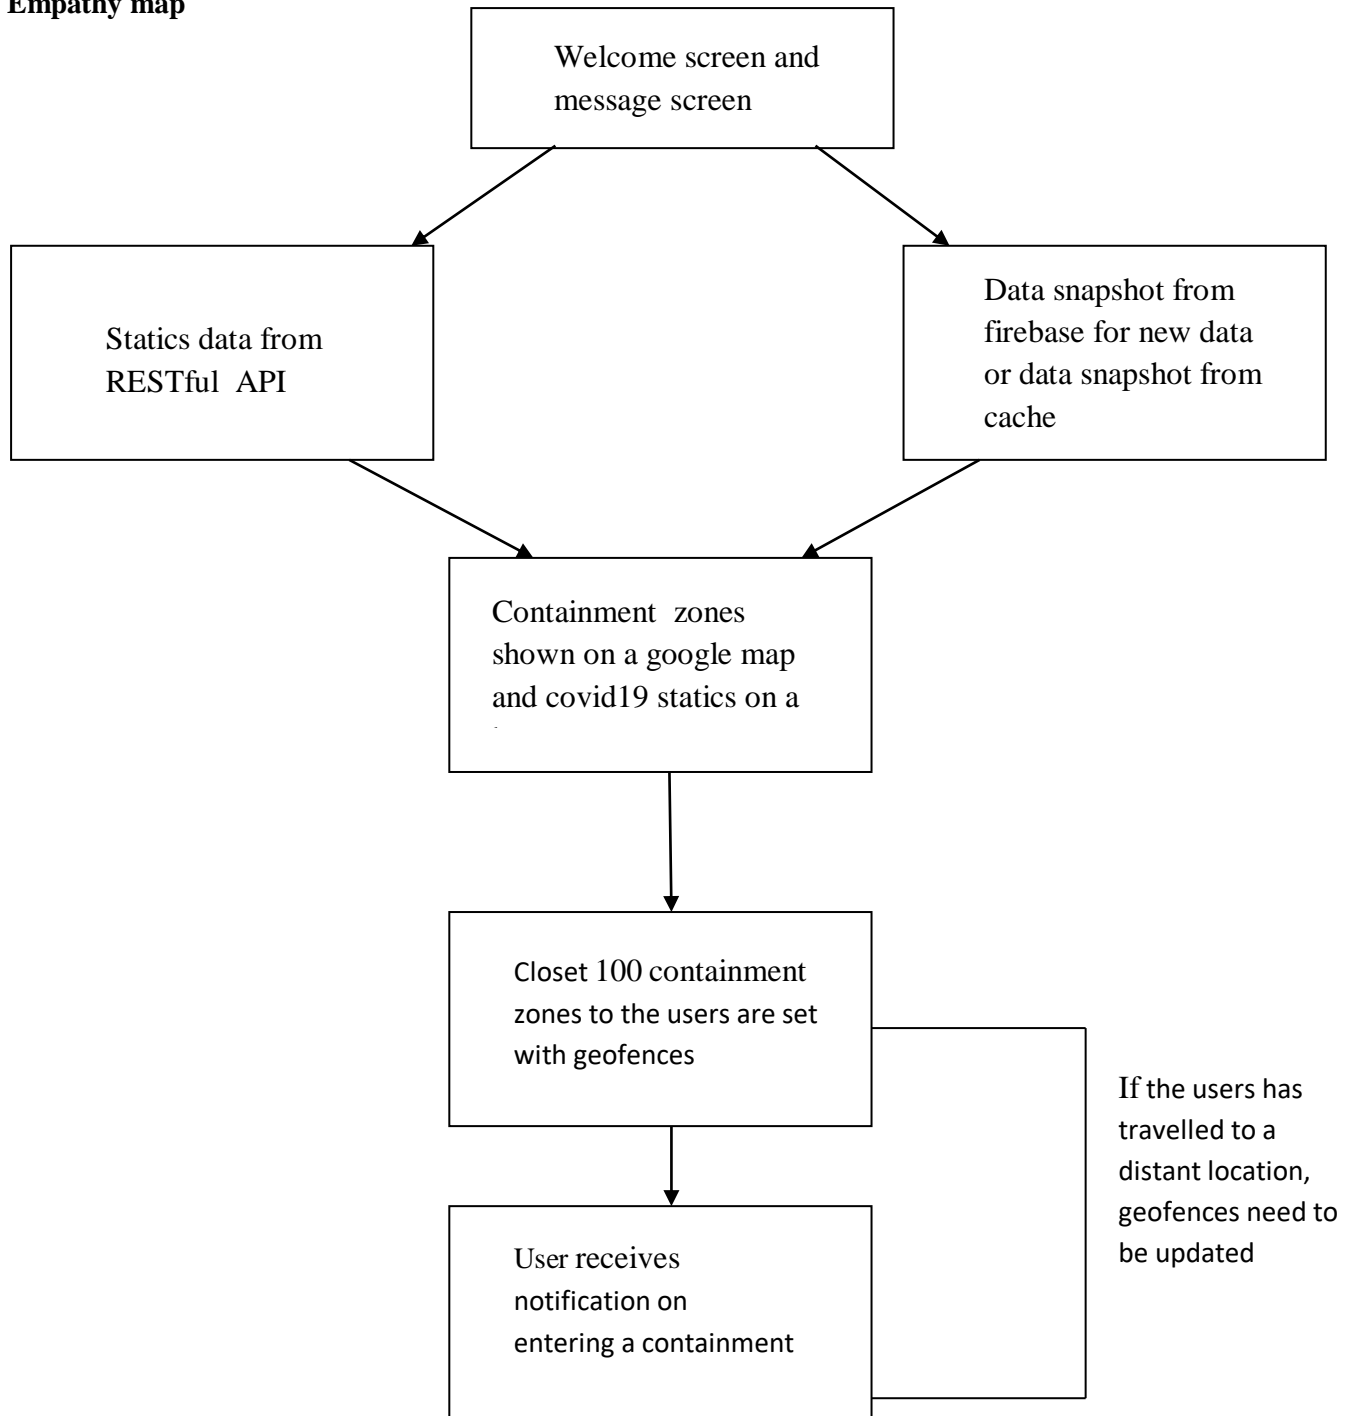 Empathy map
Welcome screen and
message screen
Statics data from
RESTful API
Data snapshot from
firebase for new data
or data snapshot from
cache
Containment zones
shown on a google map
and covid19 statics on a
Closet 100 containment
zones to the users are set
with geofences
If the users has
travelled to a
distant location,
geofences need to
be updated
User receives
notification on
entering a containment